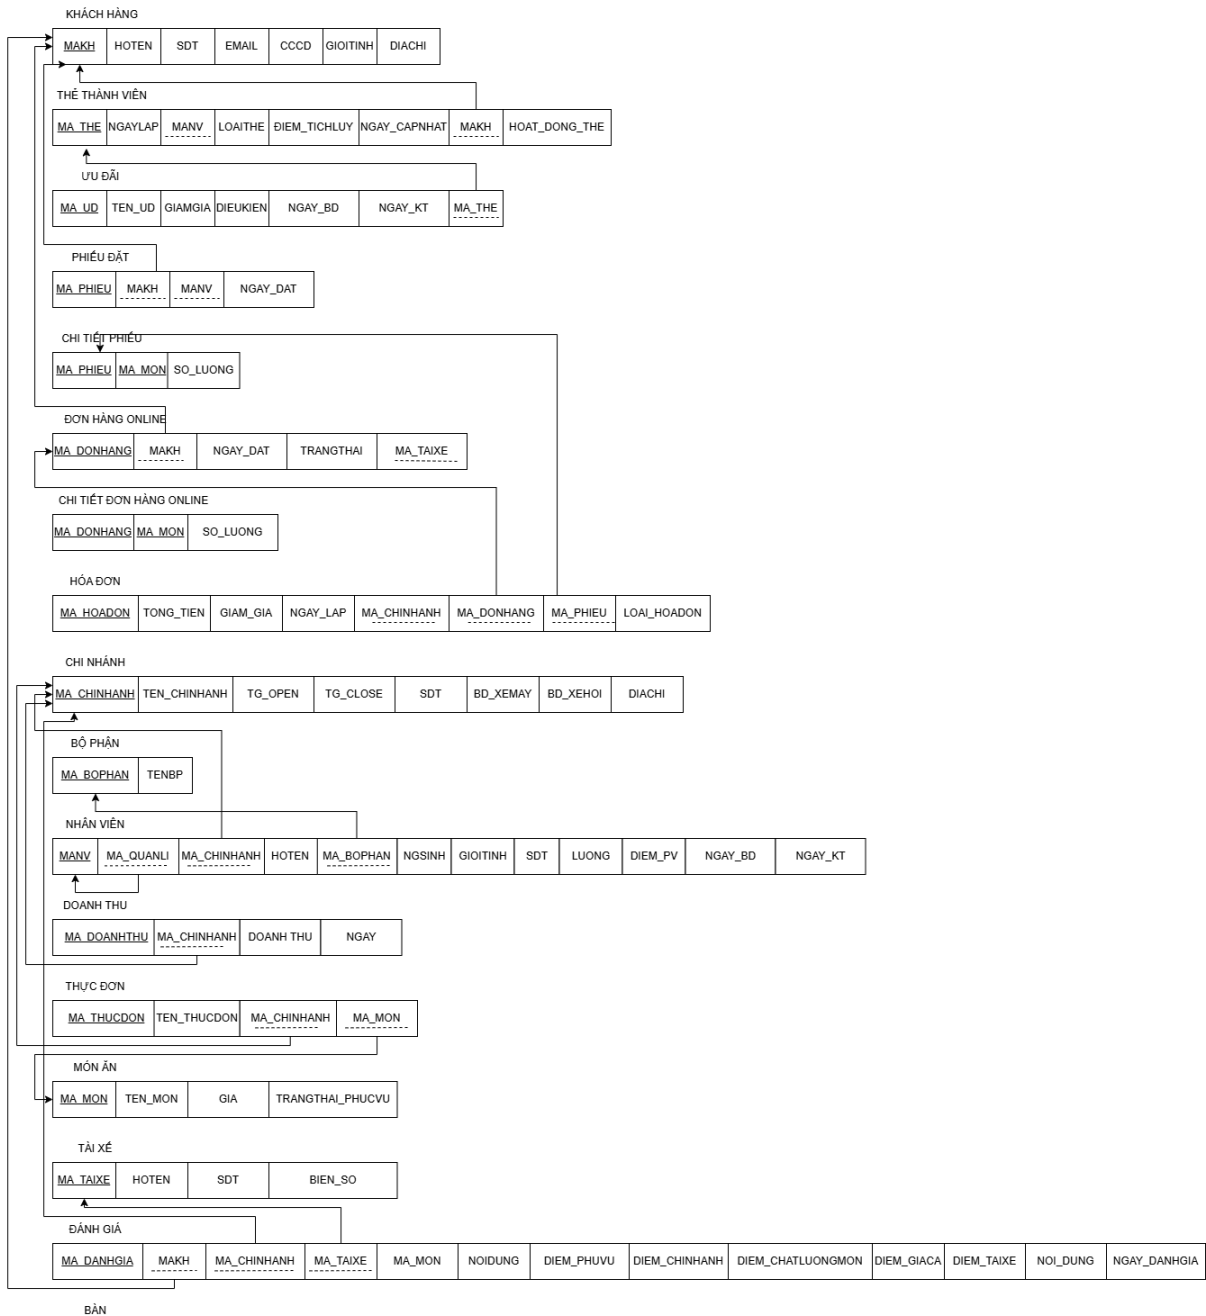 KHÁCH HÀNG
MAKH HOTEN SDT EMAIL CCCD GIOITINH DIACHI
THẺ THÀNH VIÊN
MA_THE NGAYLAP MANV LOAITHE ĐIEM_TICHLUY NGAY_CAPNHAT MAKH HOAT_DONG_THE
ƯU ĐÃI
MA_UD TEN_UD GIAMGIA DIEUKIEN NGAY_BD NGAY_KT MA_THE
PHIẾU ĐẶT
MA_PHIEU MAKH MANV NGAY_DAT
CHI TIẾT PHIẾU
MA_PHIEU MA_MON SO_LUONG
ĐƠN HÀNG ONLINE
MA_DONHANG MAKH NGAY_DAT TRANGTHAI MA_TAIXE
CHI TIẾT ĐƠN HÀNG ONLINE
MA_DONHANG MA_MON SO_LUONG
HÓA ĐƠN
MA_HOADON TONG_TIEN GIAM_GIA NGAY_LAP MA_CHINHANH MA_DONHANG MA_PHIEU LOAI_HOADON
CHI NHÁNH
MA_CHINHANH TEN_CHINHANH TG_OPEN TG_CLOSE SDT BD_XEMAY BD_XEHOI DIACHI
BỘ PHẬN
MA_BOPHAN TENBP
NHÂN VIÊN
MANV MA_QUANLI MA_CHINHANH HOTEN MA_BOPHAN NGSINH GIOITINH SDT LUONG DIEM_PV NGAY_BD NGAY_KT
DOANH THU
MA_DOANHTHU MA_CHINHANH DOANH THU NGAY
THỰC ĐƠN
MA_THUCDON TEN_THUCDON MA_CHINHANH MA_MON
MÓN ĂN
MA_MON TEN_MON GIA TRANGTHAI_PHUCVU
TÀI XẾ
MA_TAIXE HOTEN SDT BIEN_SO
ĐÁNH GIÁ
MA_DANHGIA MAKH MA_CHINHANH MA_TAIXE MA_MON NOIDUNG DIEM_PHUVU DIEM_CHINHANH DIEM_CHATLUONGMON DIEM_GIACA DIEM_TAIXE NOI_DUNG NGAY_DANHGIA
BÀN